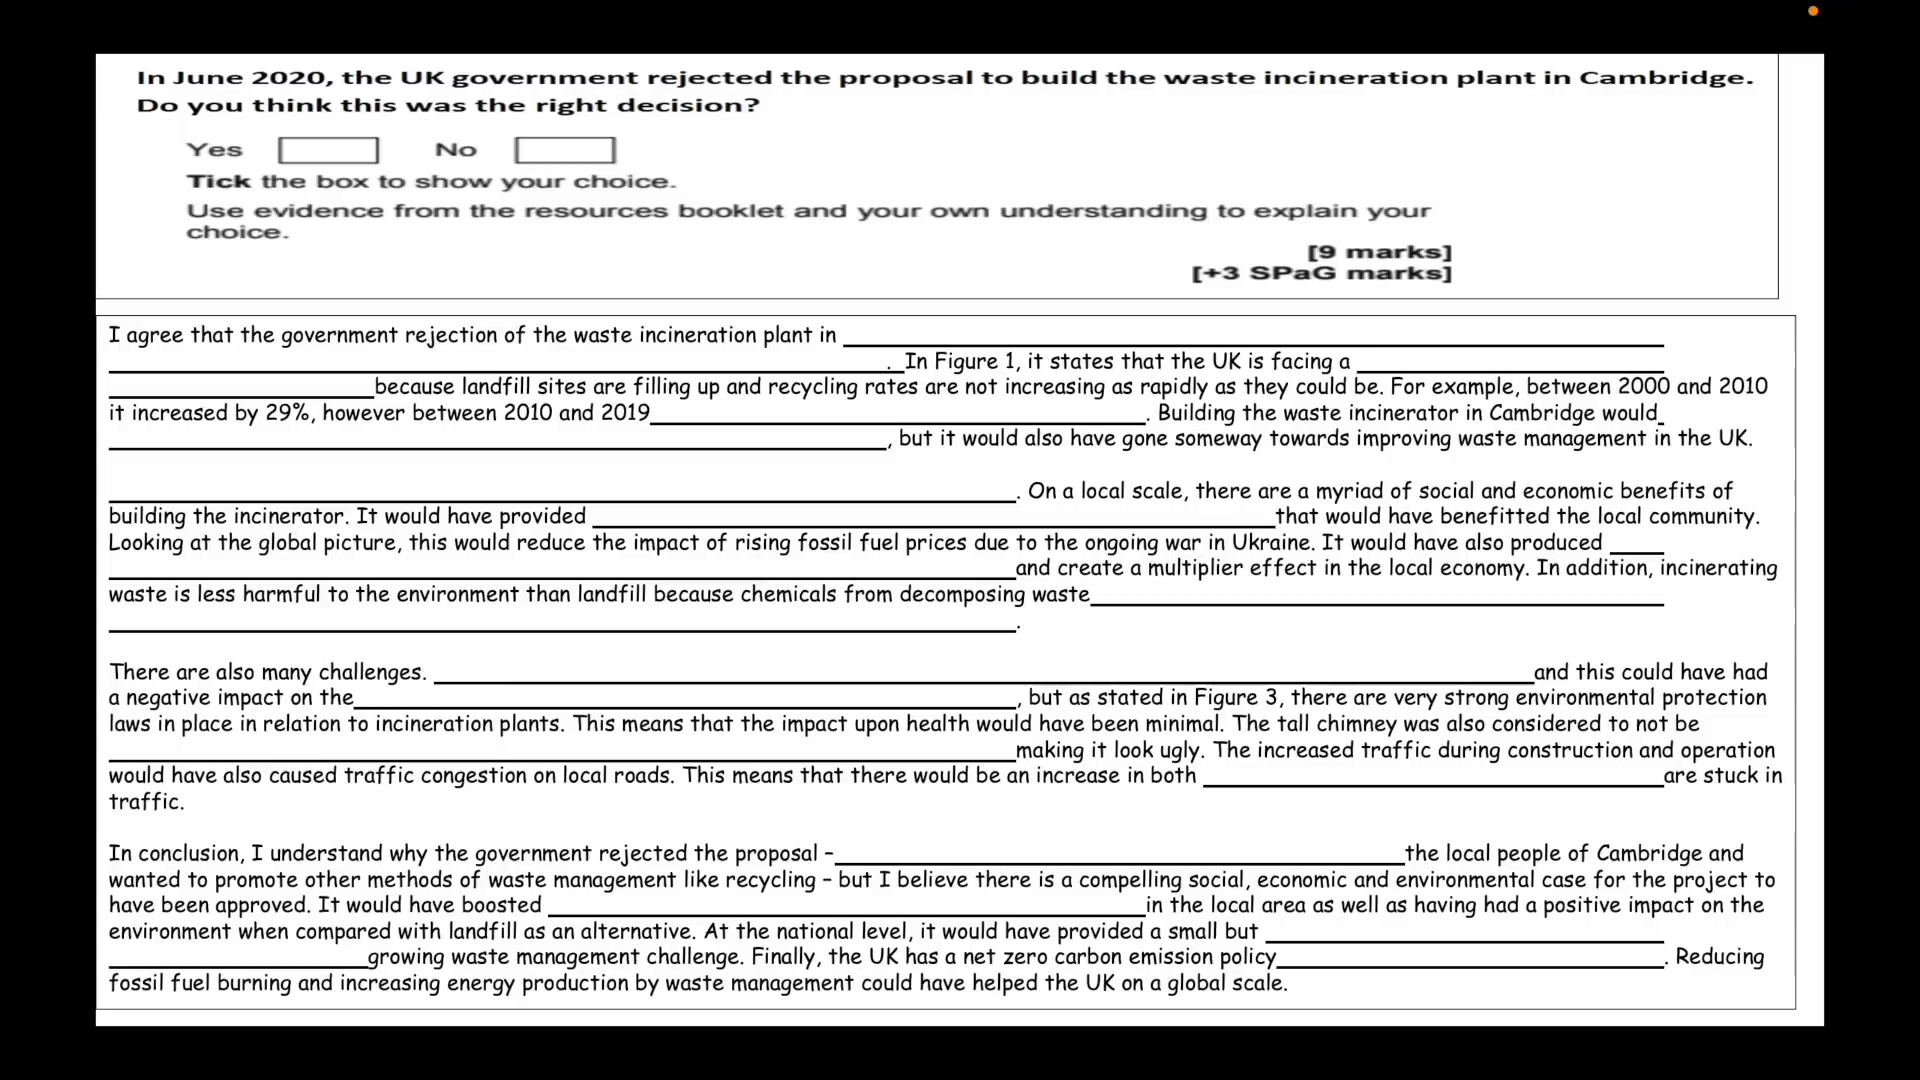 In June 2020, the UK government rejected the proposal to build the waste incineration plant in Cambridge.
Do you think this was the right decision?
Yes No
Tick the box to show your choice.
Use evidence from the resources booklet and your own understanding to explain your
choice.
[9 marks]
[+3 SPaG marks]
I agree that the government rejection of the waste incineration plant in
. In Figure 1, it states that the UK is facing a
because landfill sites are filling up and recycling rates are not increasing as rapidly as they could be. For example, between 2000 and 2010
it increased by 29%, however between 2010 and 2019 . Building the waste incinerator in Cambridge would
, but it would also have gone someway towards improving waste management in the UK.
. On a local scale, there are a myriad of social and economic benefits of
building the incinerator. It would have provided that would have benefitted the local community.
Looking at the global picture, this would reduce the impact of rising fossil fuel prices due to the ongoing war in Ukraine. It would have also produced
and create a multiplier effect in the local economy. In addition, incinerating
waste is less harmful to the environment than landfill because chemicals from decomposing waste
.
There are also many challenges. and this could have had
a negative impact on the , but as stated in Figure 3, there are very strong environmental protection
laws in place in relation to incineration plants. This means that the impact upon health would have been minimal. The tall chimney was also considered to not be
making it look ugly. The increased traffic during construction and operation
would have also caused traffic congestion on local roads. This means that there would be an increase in both are stuck in
traffic.
In conclusion, I understand why the government rejected the proposal – the local people of Cambridge and
wanted to promote other methods of waste management like recycling – but I believe there is a compelling social, economic and environmental case for the project to
have been approved. It would have boosted in the local area as well as having had a positive impact on the
environment when compared with landfill as an alternative. At the national level, it would have provided a small but
growing waste management challenge. Finally, the UK has a net zero carbon emission policy . Reducing
fossil fuel burning and increasing energy production by waste management could have helped the UK on a global scale.